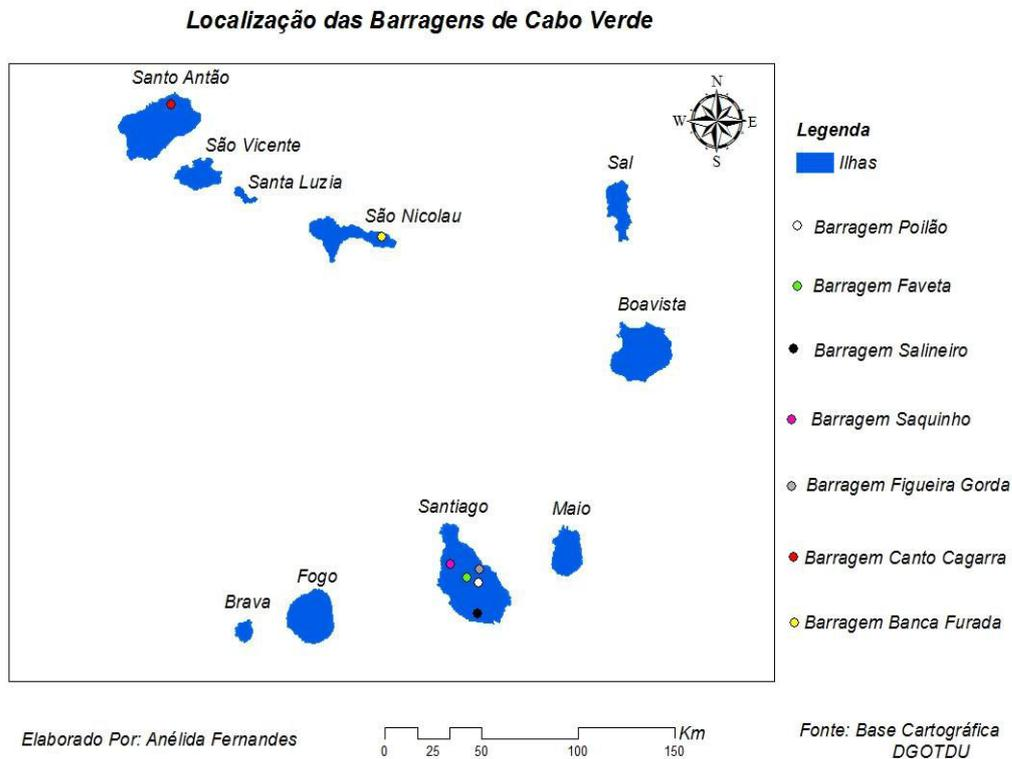 Localização das Barragens de Cabo Verde
Santo Antão
São Vicente
Santa Luzia
São Nicolau
Sal
Boavista
Santiago
Maio
Fogo
Brava
N
W
E
S
Legenda
Ilhas
Barragem Poilão
Barragem Faveta
Barragem Salineiro
Barragem Saquinho
Barragem Figueira Gorda
Barragem Canto Cagarra
Barragem Banca Furada
Elaborado Por: Anélida Fernandes
Km
0 25 50 100 150
Fonte: Base Cartográfica
DGOTDU